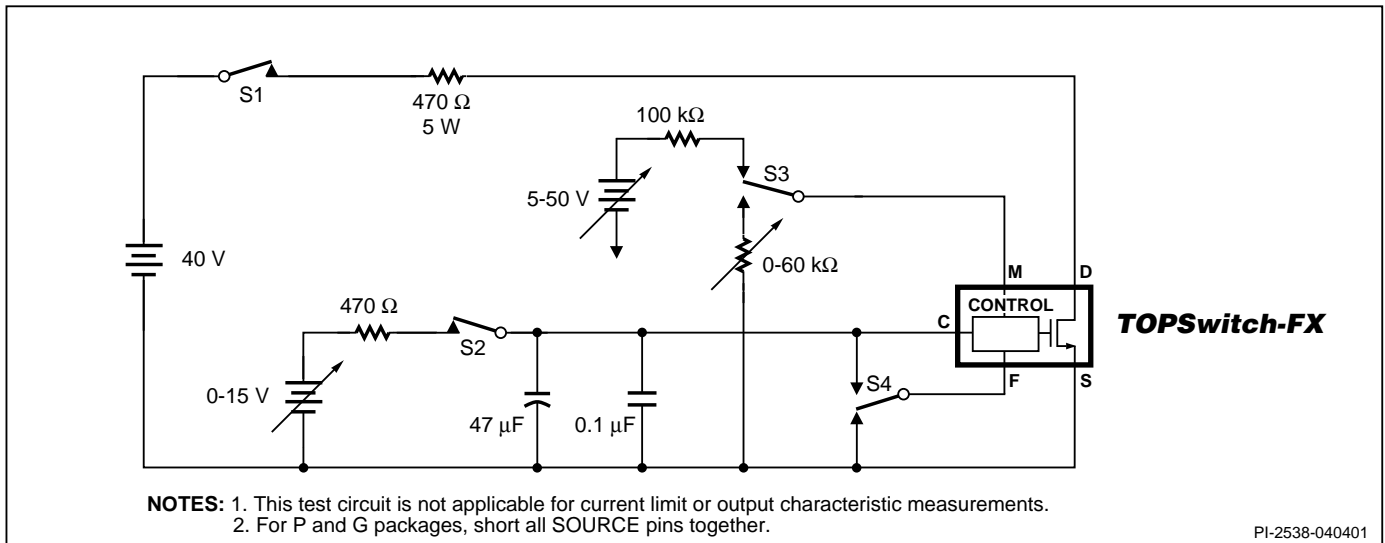 S1
470 Ω
5 W
100 kΩ
S3
5-50 V
40 V
0-60 kΩ
M
D
470 Ω
CONTROL
C
TOPSwitch-FX
S2
F
S
S4
0-15 V
47 µF
0.1 µF
NOTES: 1. This test circuit is not applicable for current limit or output characteristic measurements.
2. For P and G packages, short all SOURCE pins together.
PI-2538-040401